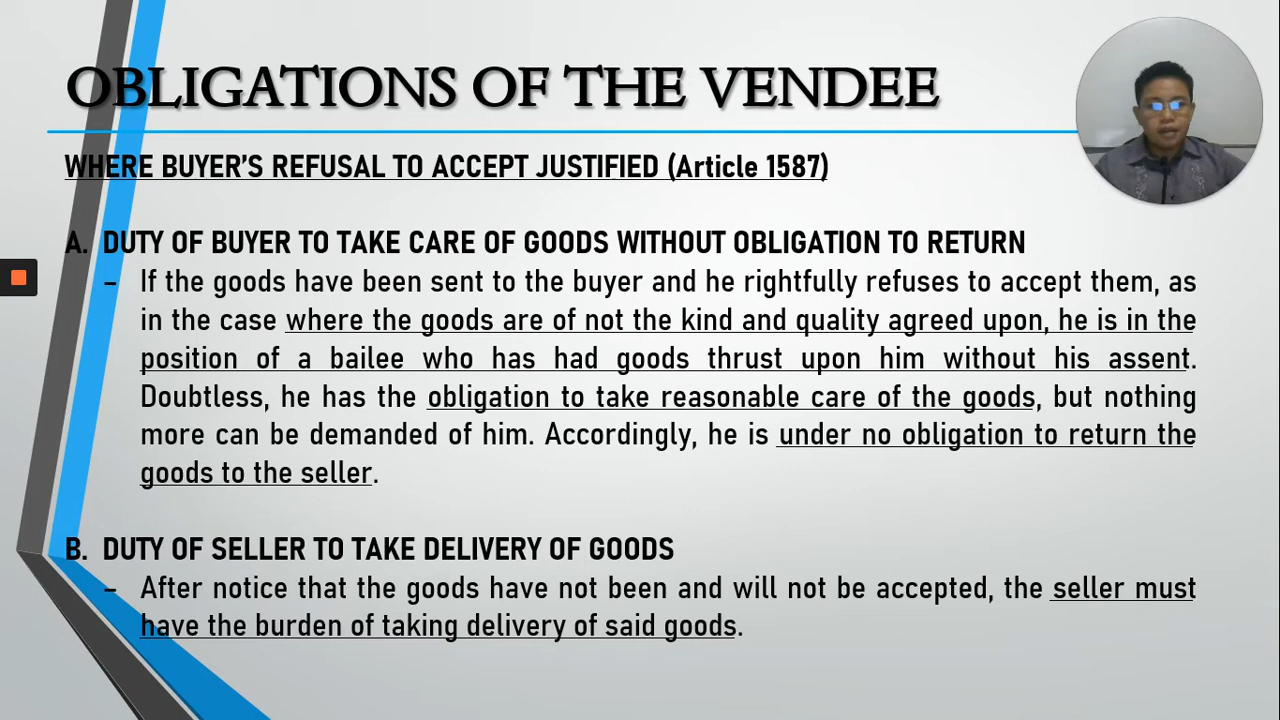 OBLIGATIONS OF THE VENDEE
WHERE BUYER’S REFUSAL TO ACCEPT JUSTIFIED (Article 1587)
A. DUTY OF BUYER TO TAKE CARE OF GOODS WITHOUT OBLIGATION TO RETURN
– If the goods have been sent to the buyer and he rightfully refuses to accept them, as
in the case where the goods are of not the kind and quality agreed upon, he is in the
position of a bailee who has had goods thrust upon him without his assent.
Doubtless, he has the obligation to take reasonable care of the goods, but nothing
more can be demanded of him. Accordingly, he is under no obligation to return the
goods to the seller.
B. DUTY OF SELLER TO TAKE DELIVERY OF GOODS
– After notice that the goods have not been and will not be accepted, the seller must
have the burden of taking delivery of said goods.